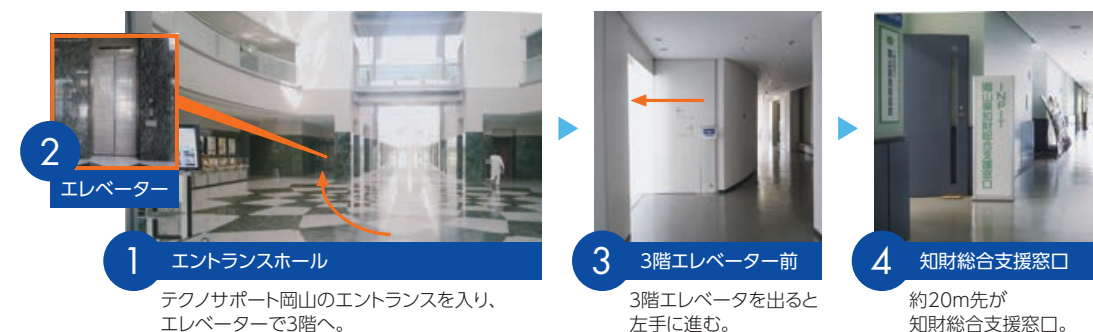 2
エレベーター
1
エントランスホール
テクノサポート岡山のエントランスを入り、
エレベーターで3階へ。
3
3階エレベーター前
3階エレベータを出ると
左手に進む。
INPIT
岡山県知財総合支援窓口
4
知財総合支援窓口
約20m先が
知財総合支援窓口。